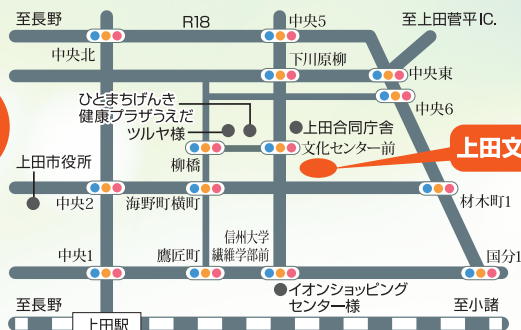 至長野
R18
中央5
至上田菅平IC.
中央北
下川原柳
中央東
ひとまちげんき
健康プラザうえだ
中央6
ツルヤ様
上田合同庁舎
柳橋
文化センター前
上田文
上田市役所
中央2
海野町横町
材木町1
中央1
鷹匠町
信州大学
繊維学部前
国分1
イオンショッピング
センター様
至長野
至小諸
上田駅